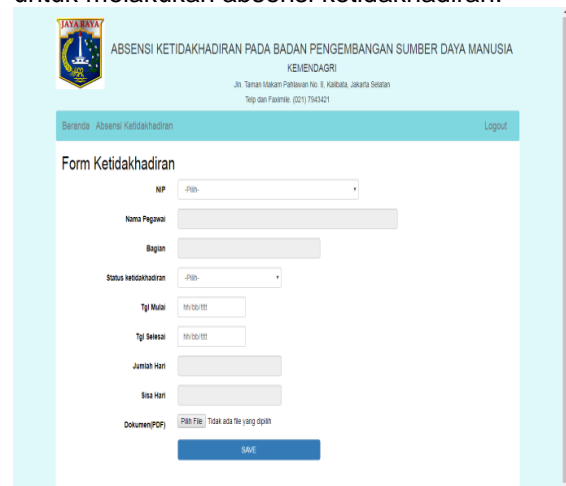 untuk melakukan absensi ketidakhadiran.
JAYA RAYA
ABSENSI KETIDAKHADIRAN PADA BADAN PENGEMBANGAN SUMBER DAYA MANUSIA
KEMENDAGRI
Jln. Taman Makam Pahlawan No. 8, Kalibata, Jakarta Selatan
Telp dan Faximile. (021) 7943421
Beranda Absensi Ketidakhadiran Logout
Form Ketidakhadiran
NIP -Pilih-
Nama Pegawai
Bagian
Status ketidakhadiran -Pilih-
Tgl Mulai hh/bb/tttt
Tgl Selesai hh/bb/tttt
Jumlah Hari
Sisa Hari
Dokumen(PDF) Pilih File Tidak ada file yang dipilih
SAVE